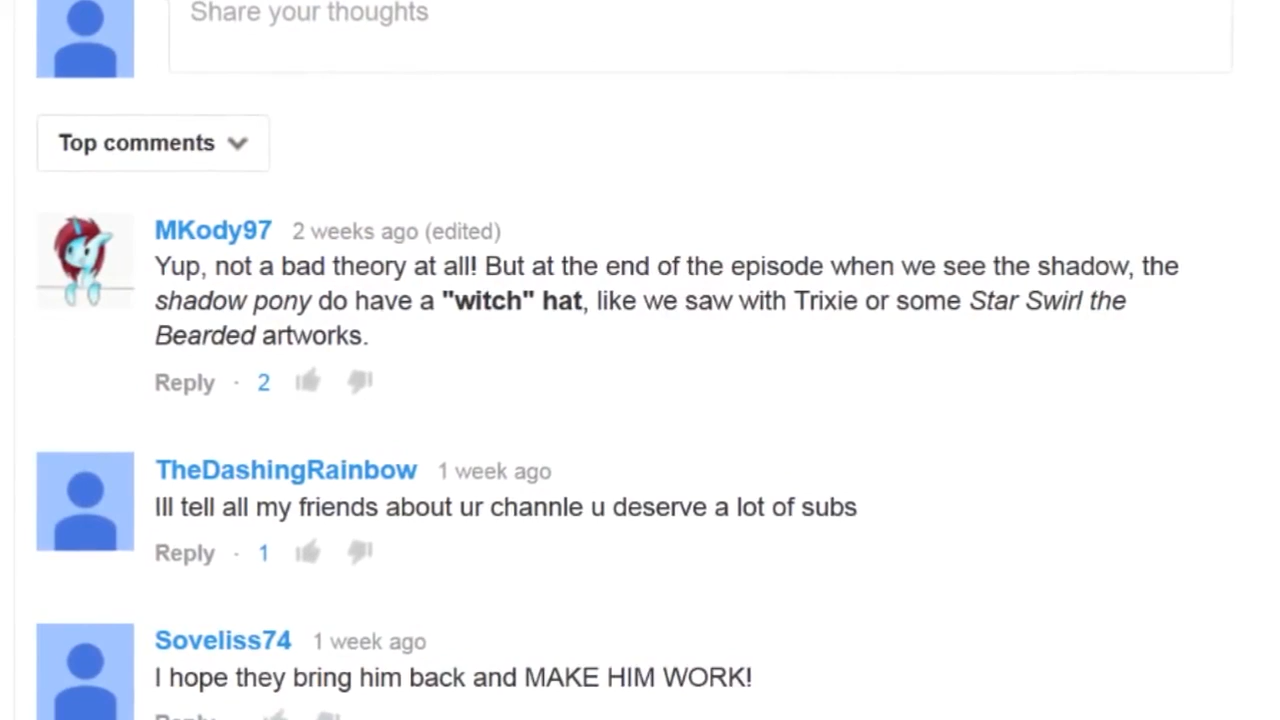 Share your thoughts
Top comments
MKody97 2 weeks ago (edited)
Yup, not a bad theory at all! But at the end of the episode when we see the shadow, the
shadow pony do have a "witch" hat, like we saw with Trixie or some Star Swirl the
Bearded artworks.
Reply · 2
TheDashingRainbow 1 week ago
Ill tell all my friends about ur channle u deserve a lot of subs
Reply · 1
Soveliss74 1 week ago
I hope they bring him back and MAKE HIM WORK!
Reply